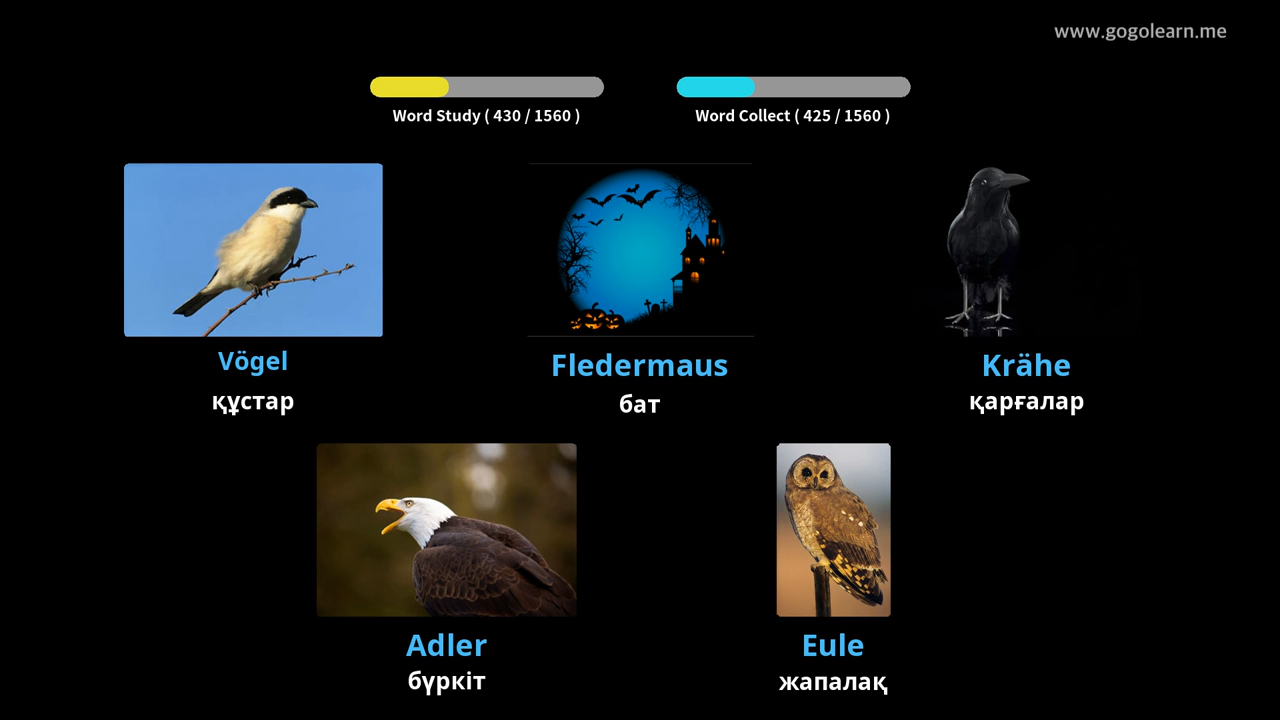 www.gogolearn.me
Word Study ( 430 / 1560 )
Word Collect ( 425 / 1560 )
Vögel
құстар
Fledermaus
бат
Krähe
қарғалар
Adler
бүркіт
Eule
жапалақ